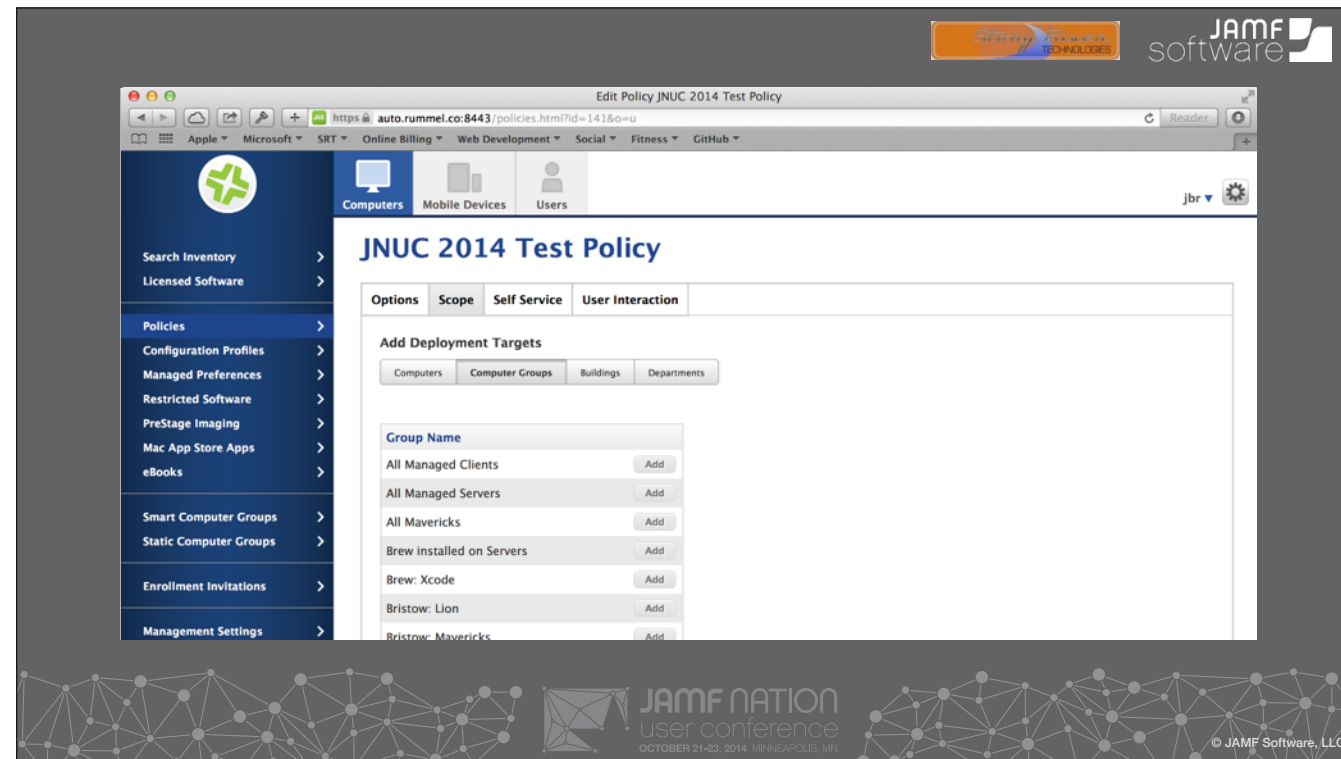 TECHNOLOGIES
JAMF
software
Edit Policy JNUC 2014 Test Policy
https auto.rummel.co:8443/policies.html?id=141&o=u
Reader
Apple Microsoft SRT Online Billing Web Development Social Fitness GitHub
Computers Mobile Devices Users
jbr
Search Inventory
Licensed Software
Policies
Configuration Profiles
Managed Preferences
Restricted Software
PreStage Imaging
Mac App Store Apps
eBooks
Smart Computer Groups
Static Computer Groups
Enrollment Invitations
Management Settings
JNUC 2014 Test Policy
Options Scope Self Service User Interaction
Add Deployment Targets
Computers Computer Groups Buildings Departments
Group Name
All Managed Clients Add
All Managed Servers Add
All Mavericks Add
Brew installed on Servers Add
Brew: Xcode Add
Bristow: Lion Add
Bristow: Mavericks Add
JAMF NATION
user conference
OCTOBER 21-23, 2014 MINNEAPOLIS, MN
© JAMF Software, LLC